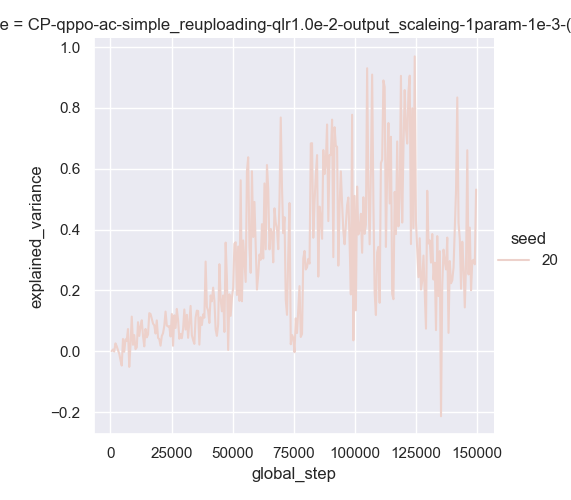 e = CP-qppo-ac-simple_reuploading-qlr1.0e-2-output_scaleing-1param-1e-3-(
1.0
0.8
0.6
0.4
0.2
0.0
−0.2
explained_variance
0 25000 50000 75000 100000 125000 150000
global_step
seed
20